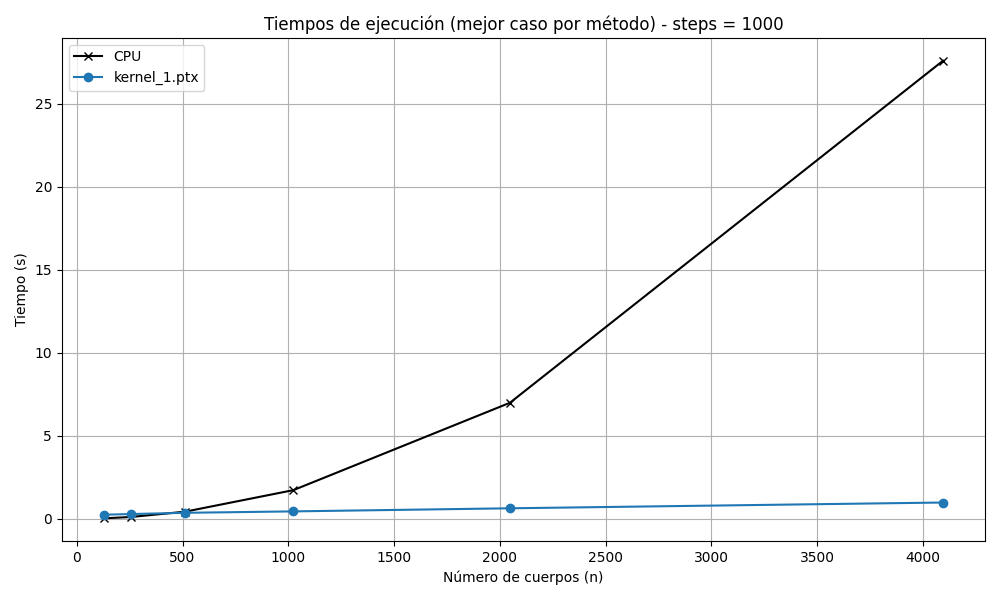 Tiempos de ejecución (mejor caso por método) - steps = 1000
CPU
kernel_1.ptx
25
20
15
10
5
0
Tiempo (s)
0 500 1000 1500 2000 2500 3000 3500 4000
Número de cuerpos (n)